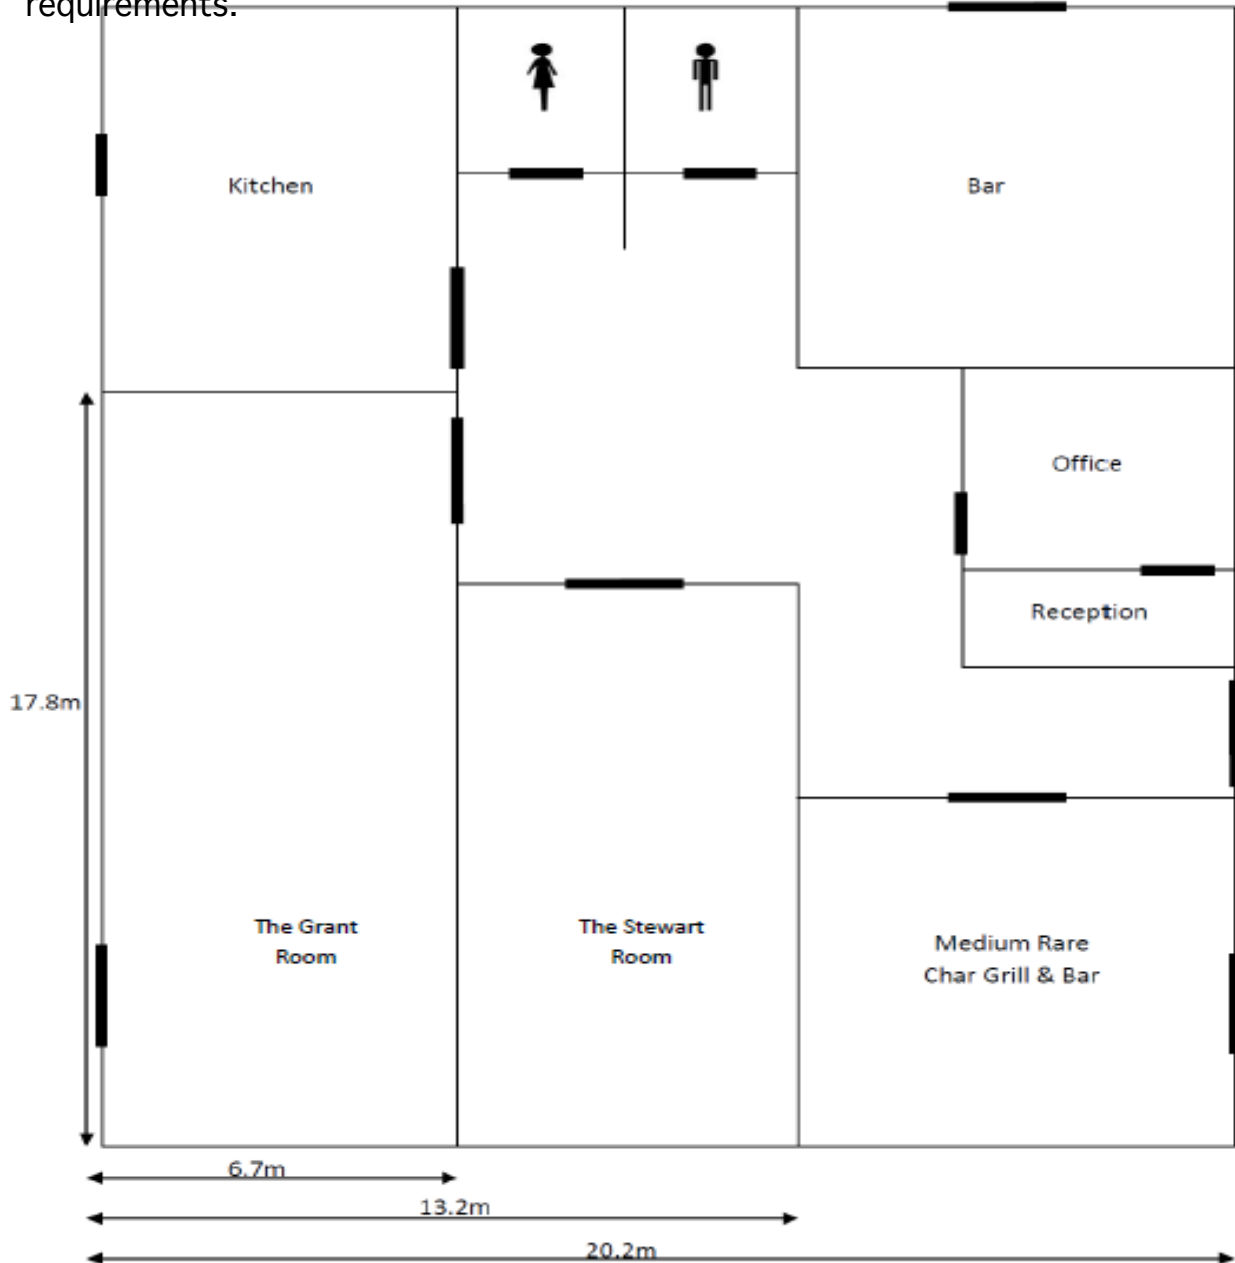 requirements.
Kitchen
Bar
Office
Reception
17.8m
The Grant
Room
The Stewart
Room
Medium Rare
Char Grill & Bar
6.7m
13.2m
20.2m